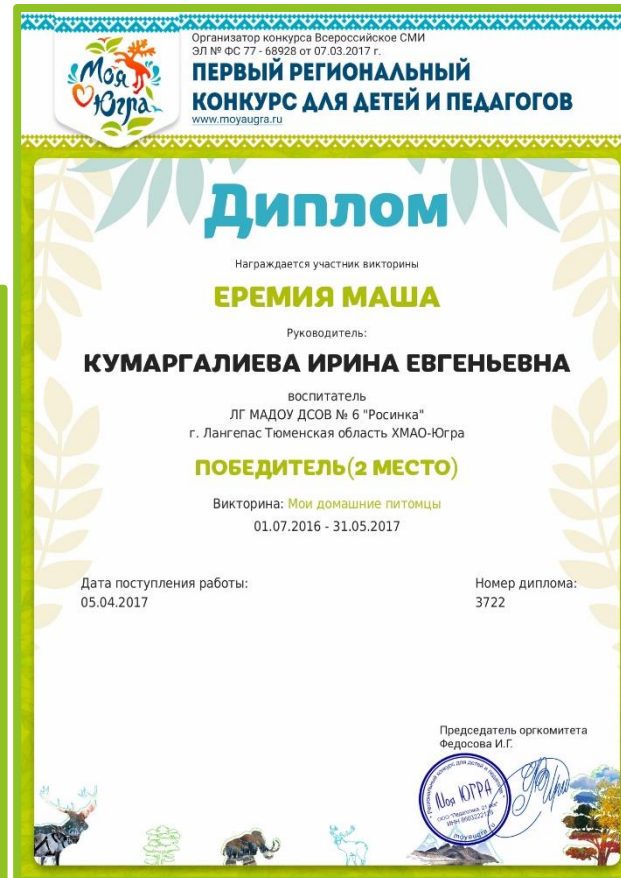 Моя
Югра
Организатор конкурса Всероссийское СМИ
ЭЛ № ФС 77 - 68928 от 07.03.2017 г.
ПЕРВЫЙ РЕГИОНАЛЬНЫЙ
КОНКУРС ДЛЯ ДЕТЕЙ И ПЕДАГОГОВ
www.moyaugra.ru
Диплом
Награждается участник викторины
ЕРЕМИЯ МАША
Руководитель:
КУМАРГАЛИЕВА ИРИНА ЕВГЕНЬЕВНА
воспитатель
ЛГ МАДОУ ДСОВ № 6 "Росинка"
г. Лангепас Тюменская область ХМАО-Югра
ПОБЕДИТЕЛЬ(2 МЕСТО)
Викторина: Мои домашние питомцы
01.07.2016 - 31.05.2017
Дата поступления работы:
05.04.2017
Номер диплома:
3722
Председатель оргкомитета
Федосова И.Г.
Моя ЮГРА
moyaugra.ru